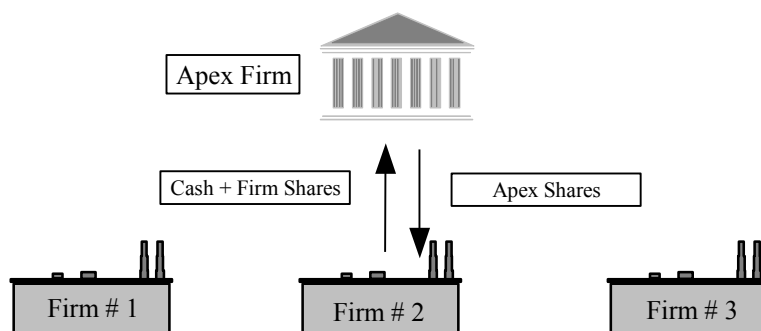 Apex Firm
Cash + Firm Shares
Apex Shares
Firm # 1
Firm # 2
Firm # 3